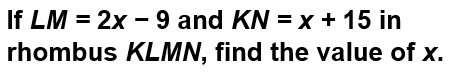 If LM = 2x − 9 and KN = x + 15 in
rhombus KLMN, find the value of x.